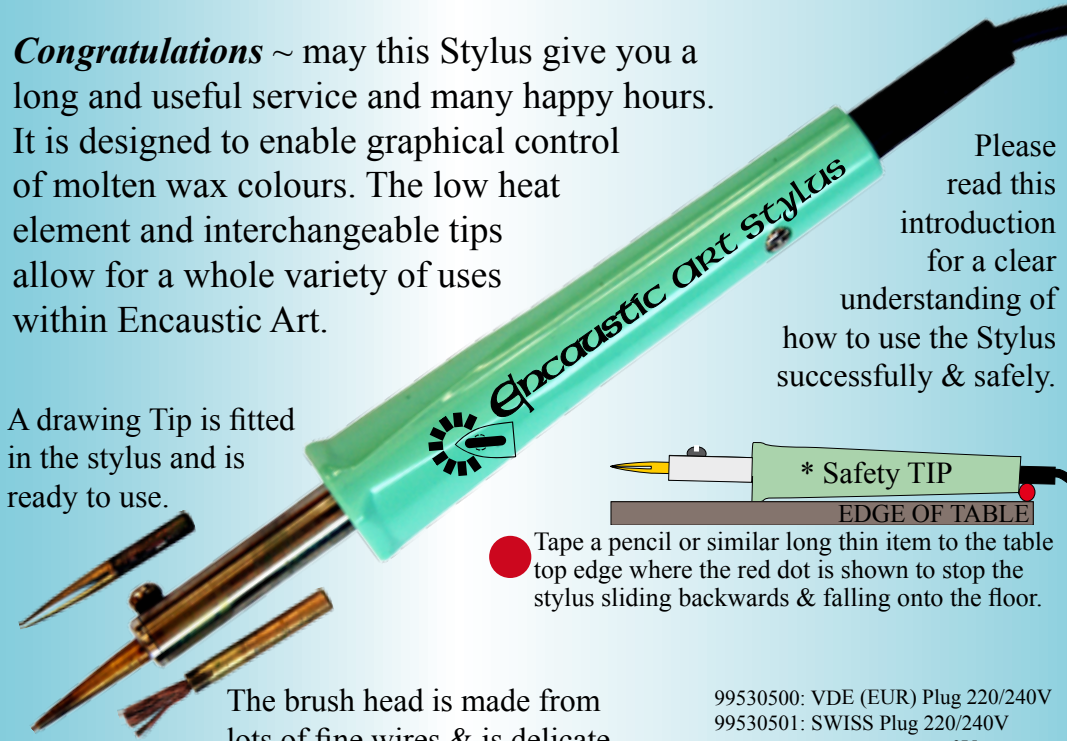 Congratulations ~ may this Stylus give you a
long and useful service and many happy hours.
It is designed to enable graphical control
of molten wax colours. The low heat
element and interchangeable tips
allow for a whole variety of uses
within Encaustic Art.
Encaustic Art Stylus
Please
read this
introduction
for a clear
understanding of
how to use the Stylus
successfully & safely.
A drawing Tip is fitted
in the stylus and is
ready to use.
* Safety TIP
EDGE OF TABLE
Tape a pencil or similar long thin item to the table
top edge where the red dot is shown to stop the
stylus sliding backwards & falling onto the floor.
The brush head is made from
lots of fine wires & is delicate
99530500: VDE (EUR) Plug 220/240V
99530501: SWISS Plug 220/240V